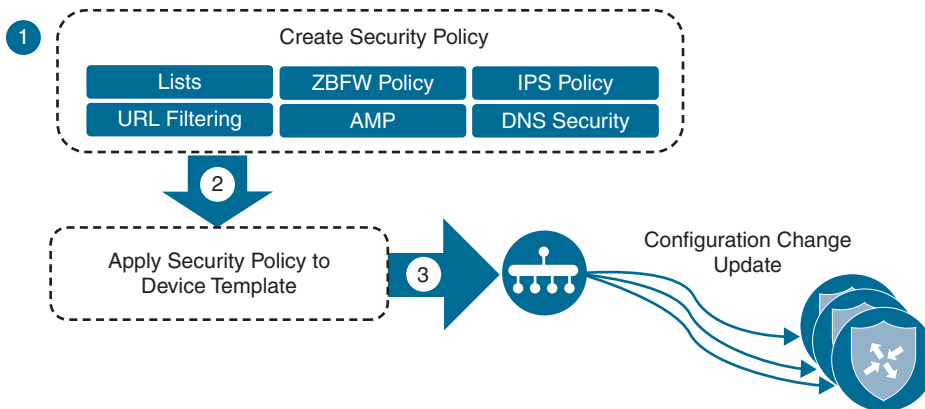 1
Create Security Policy
Lists
ZBFW Policy
IPS Policy
URL Filtering
AMP
DNS Security
2
Apply Security Policy to
Device Template
3
Configuration Change
Update